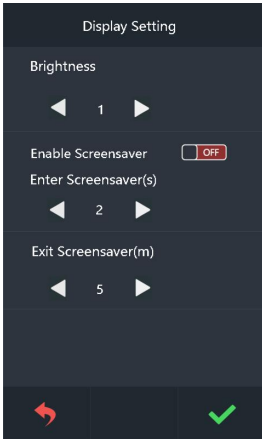 Display Setting
Brightness
1
Enable Screensaver OFF
Enter Screensaver(s)
2
Exit Screensaver(m)
5